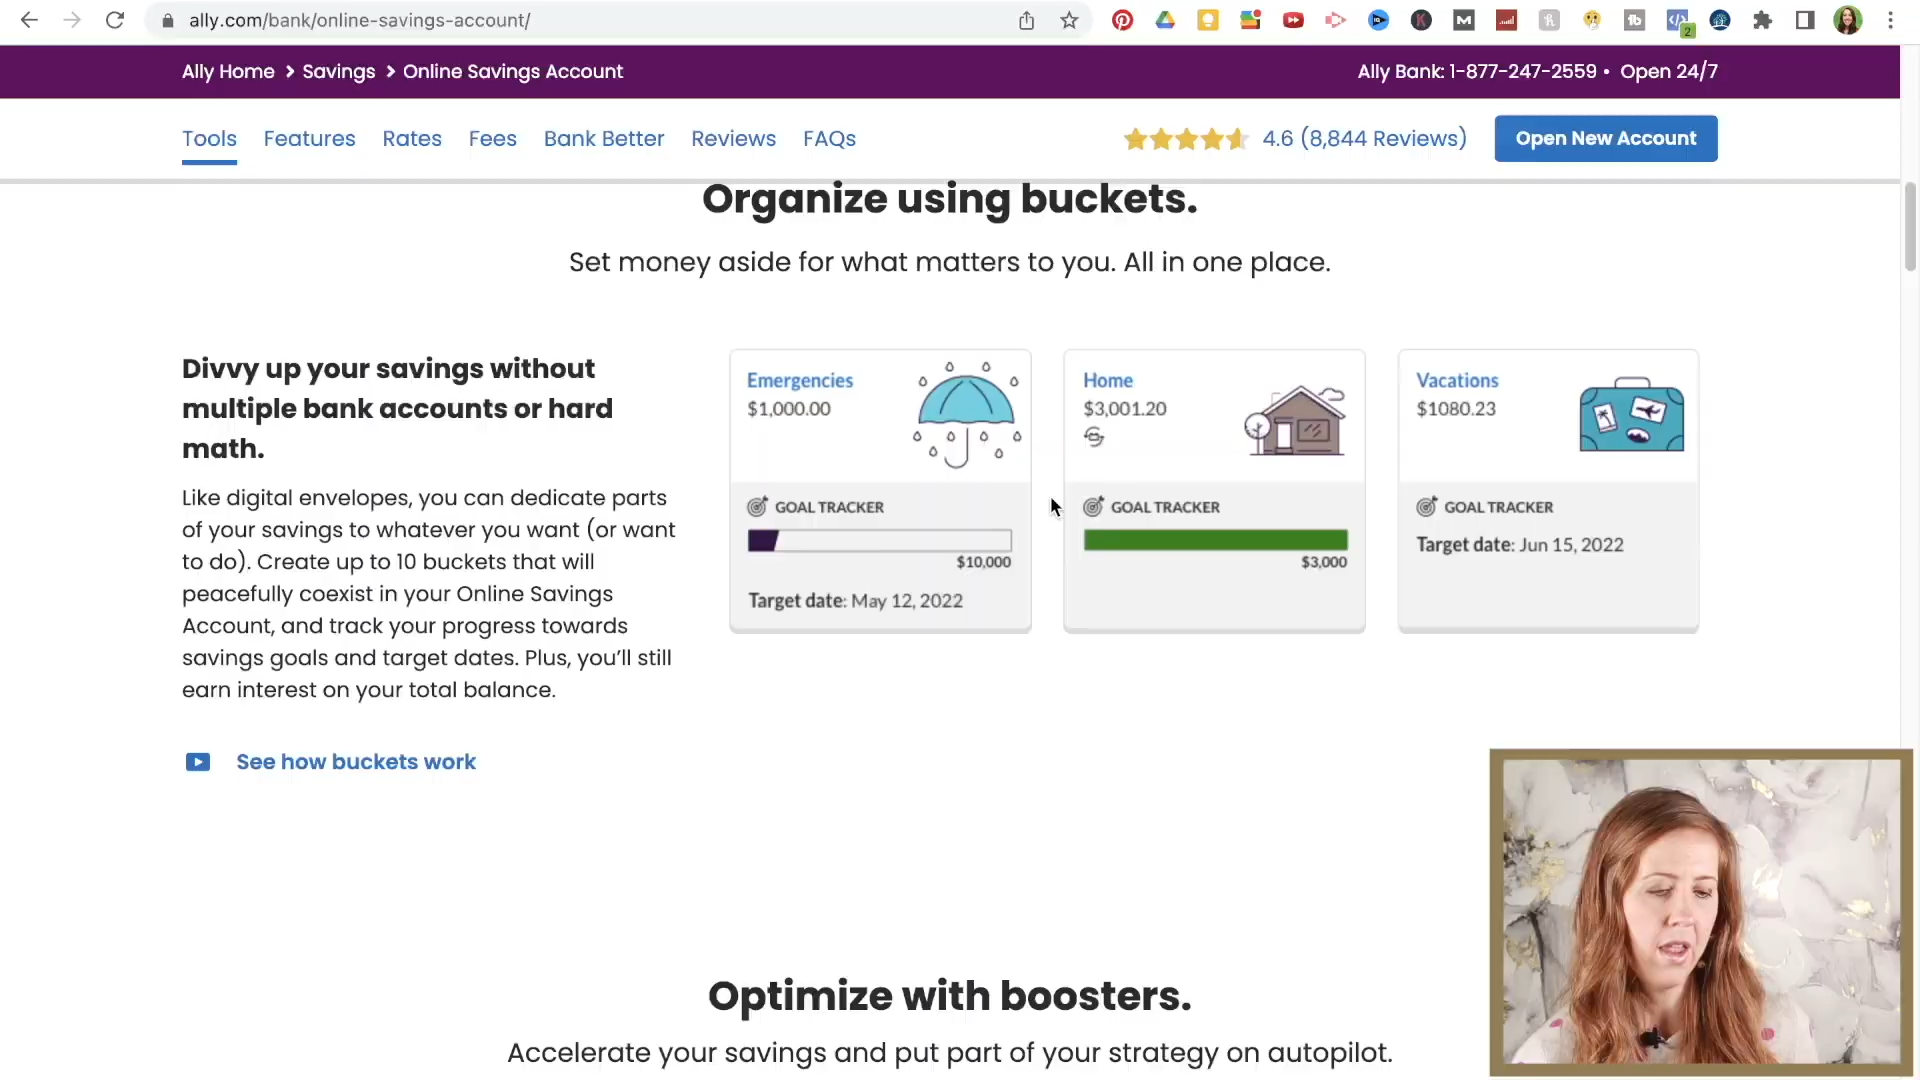 ally.com/bank/online-savings-account/
2
Ally Home > Savings > Online Savings Account
Ally Bank: 1-877-247-2559 • Open 24/7
Tools Features Rates Fees Bank Better Reviews FAQs
4.6 (8,844 Reviews)
Open New Account
Organize using buckets.
Set money aside for what matters to you. All in one place.
Divvy up your savings without
multiple bank accounts or hard
math.
Like digital envelopes, you can dedicate parts
of your savings to whatever you want (or want
to do). Create up to 10 buckets that will
peacefully coexist in your Online Savings
Account, and track your progress towards
savings goals and target dates. Plus, you’ll still
earn interest on your total balance.
See how buckets work
Emergencies
$1,000.00
GOAL TRACKER
$10,000
Target date: May 12, 2022
Home
$3,001.20
GOAL TRACKER
$3,000
Vacations
$1080.23
GOAL TRACKER
Target date: Jun 15, 2022
Optimize with boosters.
Accelerate your savings and put part of your strategy on autopilot.